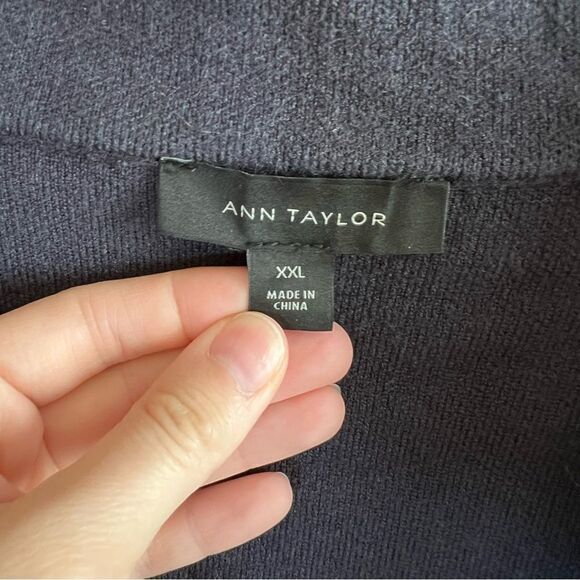 ANN TAYLOR
XXL
MADE IN
CHINA